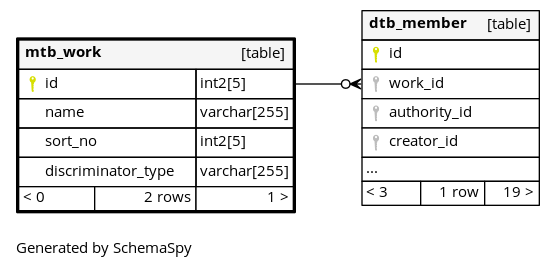 mtb_work [table]
id int2[5]
name varchar[255]
sort_no int2[5]
discriminator_type varchar[255]
< 0 2 rows 1 >
dtb_member [table]
id
work_id
authority_id
creator_id
...
< 3 1 row 19 >
Generated by SchemaSpy